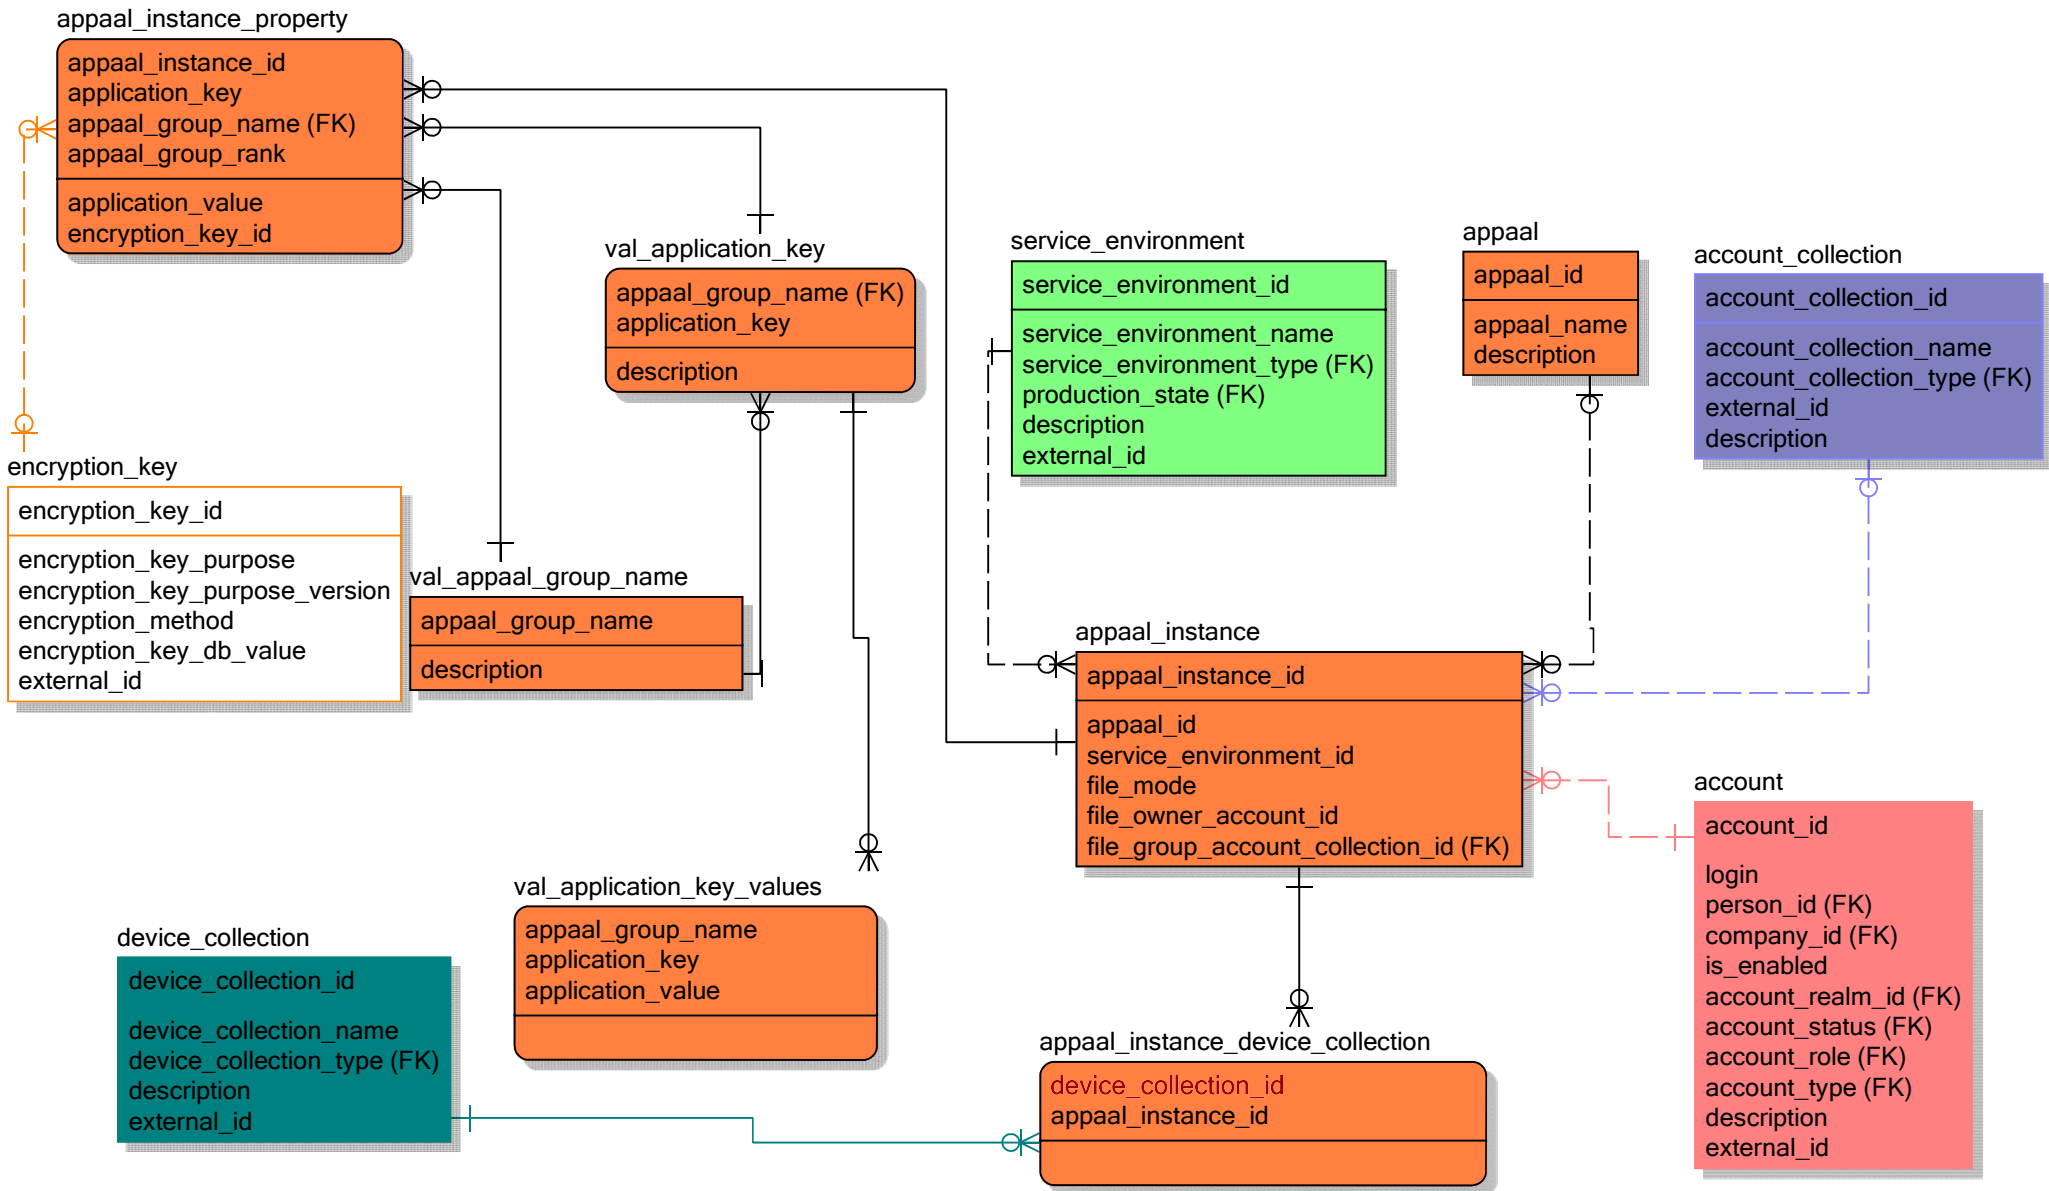 appaal_instance_property
appaal_instance_id
application_key
appaal_group_name (FK)
appaal_group_rank
application_value
encryption_key_id
val_application_key
appaal_group_name (FK)
application_key
description
service_environment
service_environment_id
service_environment_name
service_environment_type (FK)
production_state (FK)
description
external_id
appaal
appaal_id
appaal_name
description
account_collection
account_collection_id
account_collection_name
account_collection_type (FK)
external_id
description
encryption_key
encryption_key_id
encryption_key_purpose
encryption_key_purpose_version
encryption_method
encryption_key_db_value
external_id
val_appaal_group_name
appaal_group_name
description
appaal_instance
appaal_instance_id
appaal_id
service_environment_id
file_mode
file_owner_account_id
file_group_account_collection_id (FK)
account
account_id
login
person_id (FK)
company_id (FK)
is_enabled
account_realm_id (FK)
account_status (FK)
account_role (FK)
account_type (FK)
description
external_id
val_application_key_values
appaal_group_name
application_key
application_value
device_collection
device_collection_id
device_collection_name
device_collection_type (FK)
description
external_id
appaal_instance_device_collection
device_collection_id
appaal_instance_id